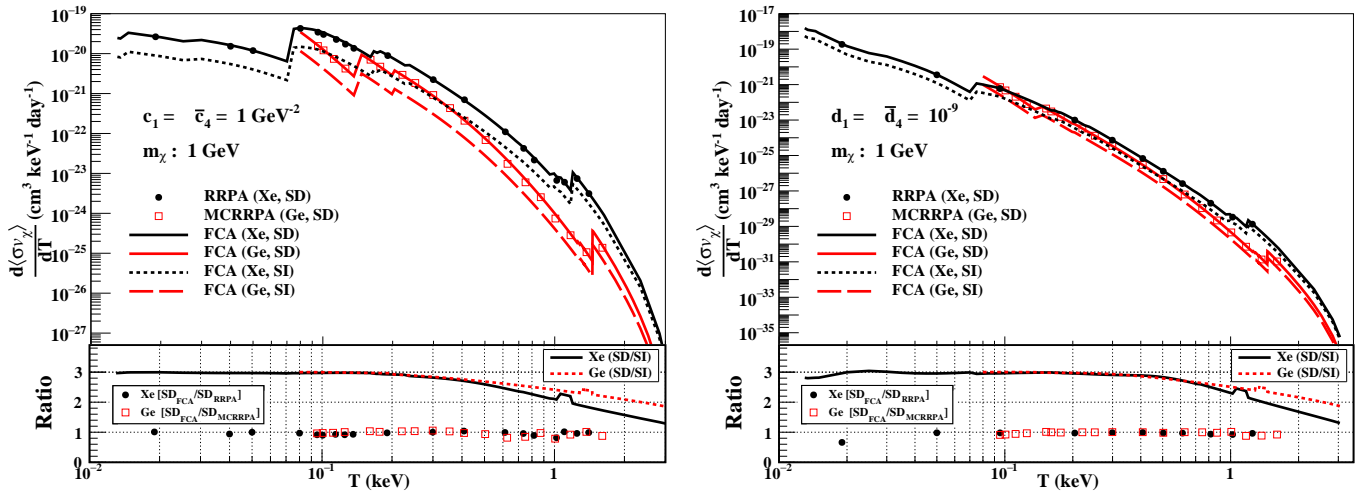 10⁻¹⁹
10⁻²⁰
10⁻²¹
10⁻²²
10⁻²³
10⁻²⁴
10⁻²⁵
10⁻²⁶
10⁻²⁷
d⟨σv_χ⟩/dT (cm³ keV⁻¹ day⁻¹)
c₁ = c̄₄ = 1 GeV⁻²
m_χ : 1 GeV
RRPA (Xe, SD)
MCRRPA (Ge, SD)
FCA (Xe, SD)
FCA (Ge, SD)
FCA (Xe, SI)
FCA (Ge, SI)
Ratio
3
2
1
0
Xe (SD/SI)
Ge (SD/SI)
Xe [SD_FCA/SD_RRPA]
Ge [SD_FCA/SD_MCRRPA]
10⁻² 10⁻¹ 1
T (keV)
10⁻¹⁷
10⁻¹⁹
10⁻²¹
10⁻²³
10⁻²⁵
10⁻²⁷
10⁻²⁹
10⁻³¹
10⁻³³
10⁻³⁵
d⟨σv_χ⟩/dT (cm³ keV⁻¹ day⁻¹)
d₁ = d̄₄ = 10⁻⁹
m_χ : 1 GeV
RRPA (Xe, SD)
MCRRPA (Ge, SD)
FCA (Xe, SD)
FCA (Ge, SD)
FCA (Xe, SI)
FCA (Ge, SI)
Ratio
3
2
1
0
Xe (SD/SI)
Ge (SD/SI)
Xe [SD_FCA/SD_RRPA]
Ge [SD_FCA/SD_MCRRPA]
10⁻² 10⁻¹ 1
T (keV)